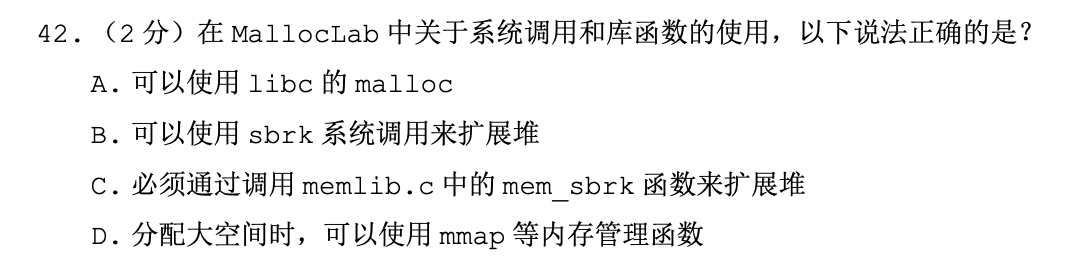 42.（2 分）在 MallocLab 中关于系统调用和库函数的使用，以下说法正确的是？
A. 可以使用 libc 的 malloc
B. 可以使用 sbrk 系统调用来扩展堆
C. 必须通过调用 memlib.c 中的 mem_sbrk 函数来扩展堆
D. 分配大空间时，可以使用 mmap 等内存管理函数